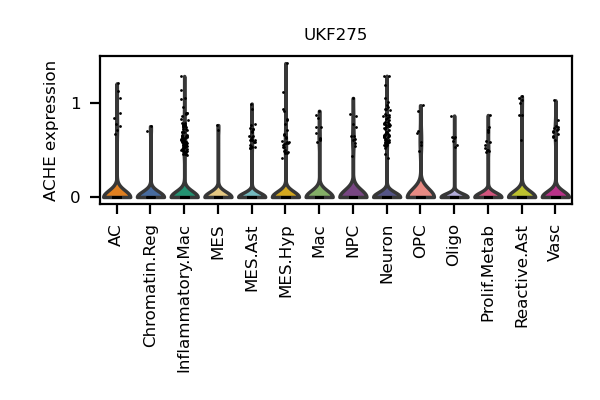 UKF275
ACHE expression
1
0
AC
Chromatin.Reg
Inflammatory.Mac
MES
MES.Ast
MES.Hyp
Mac
NPC
Neuron
OPC
Oligo
Prolif.Metab
Reactive.Ast
Vasc